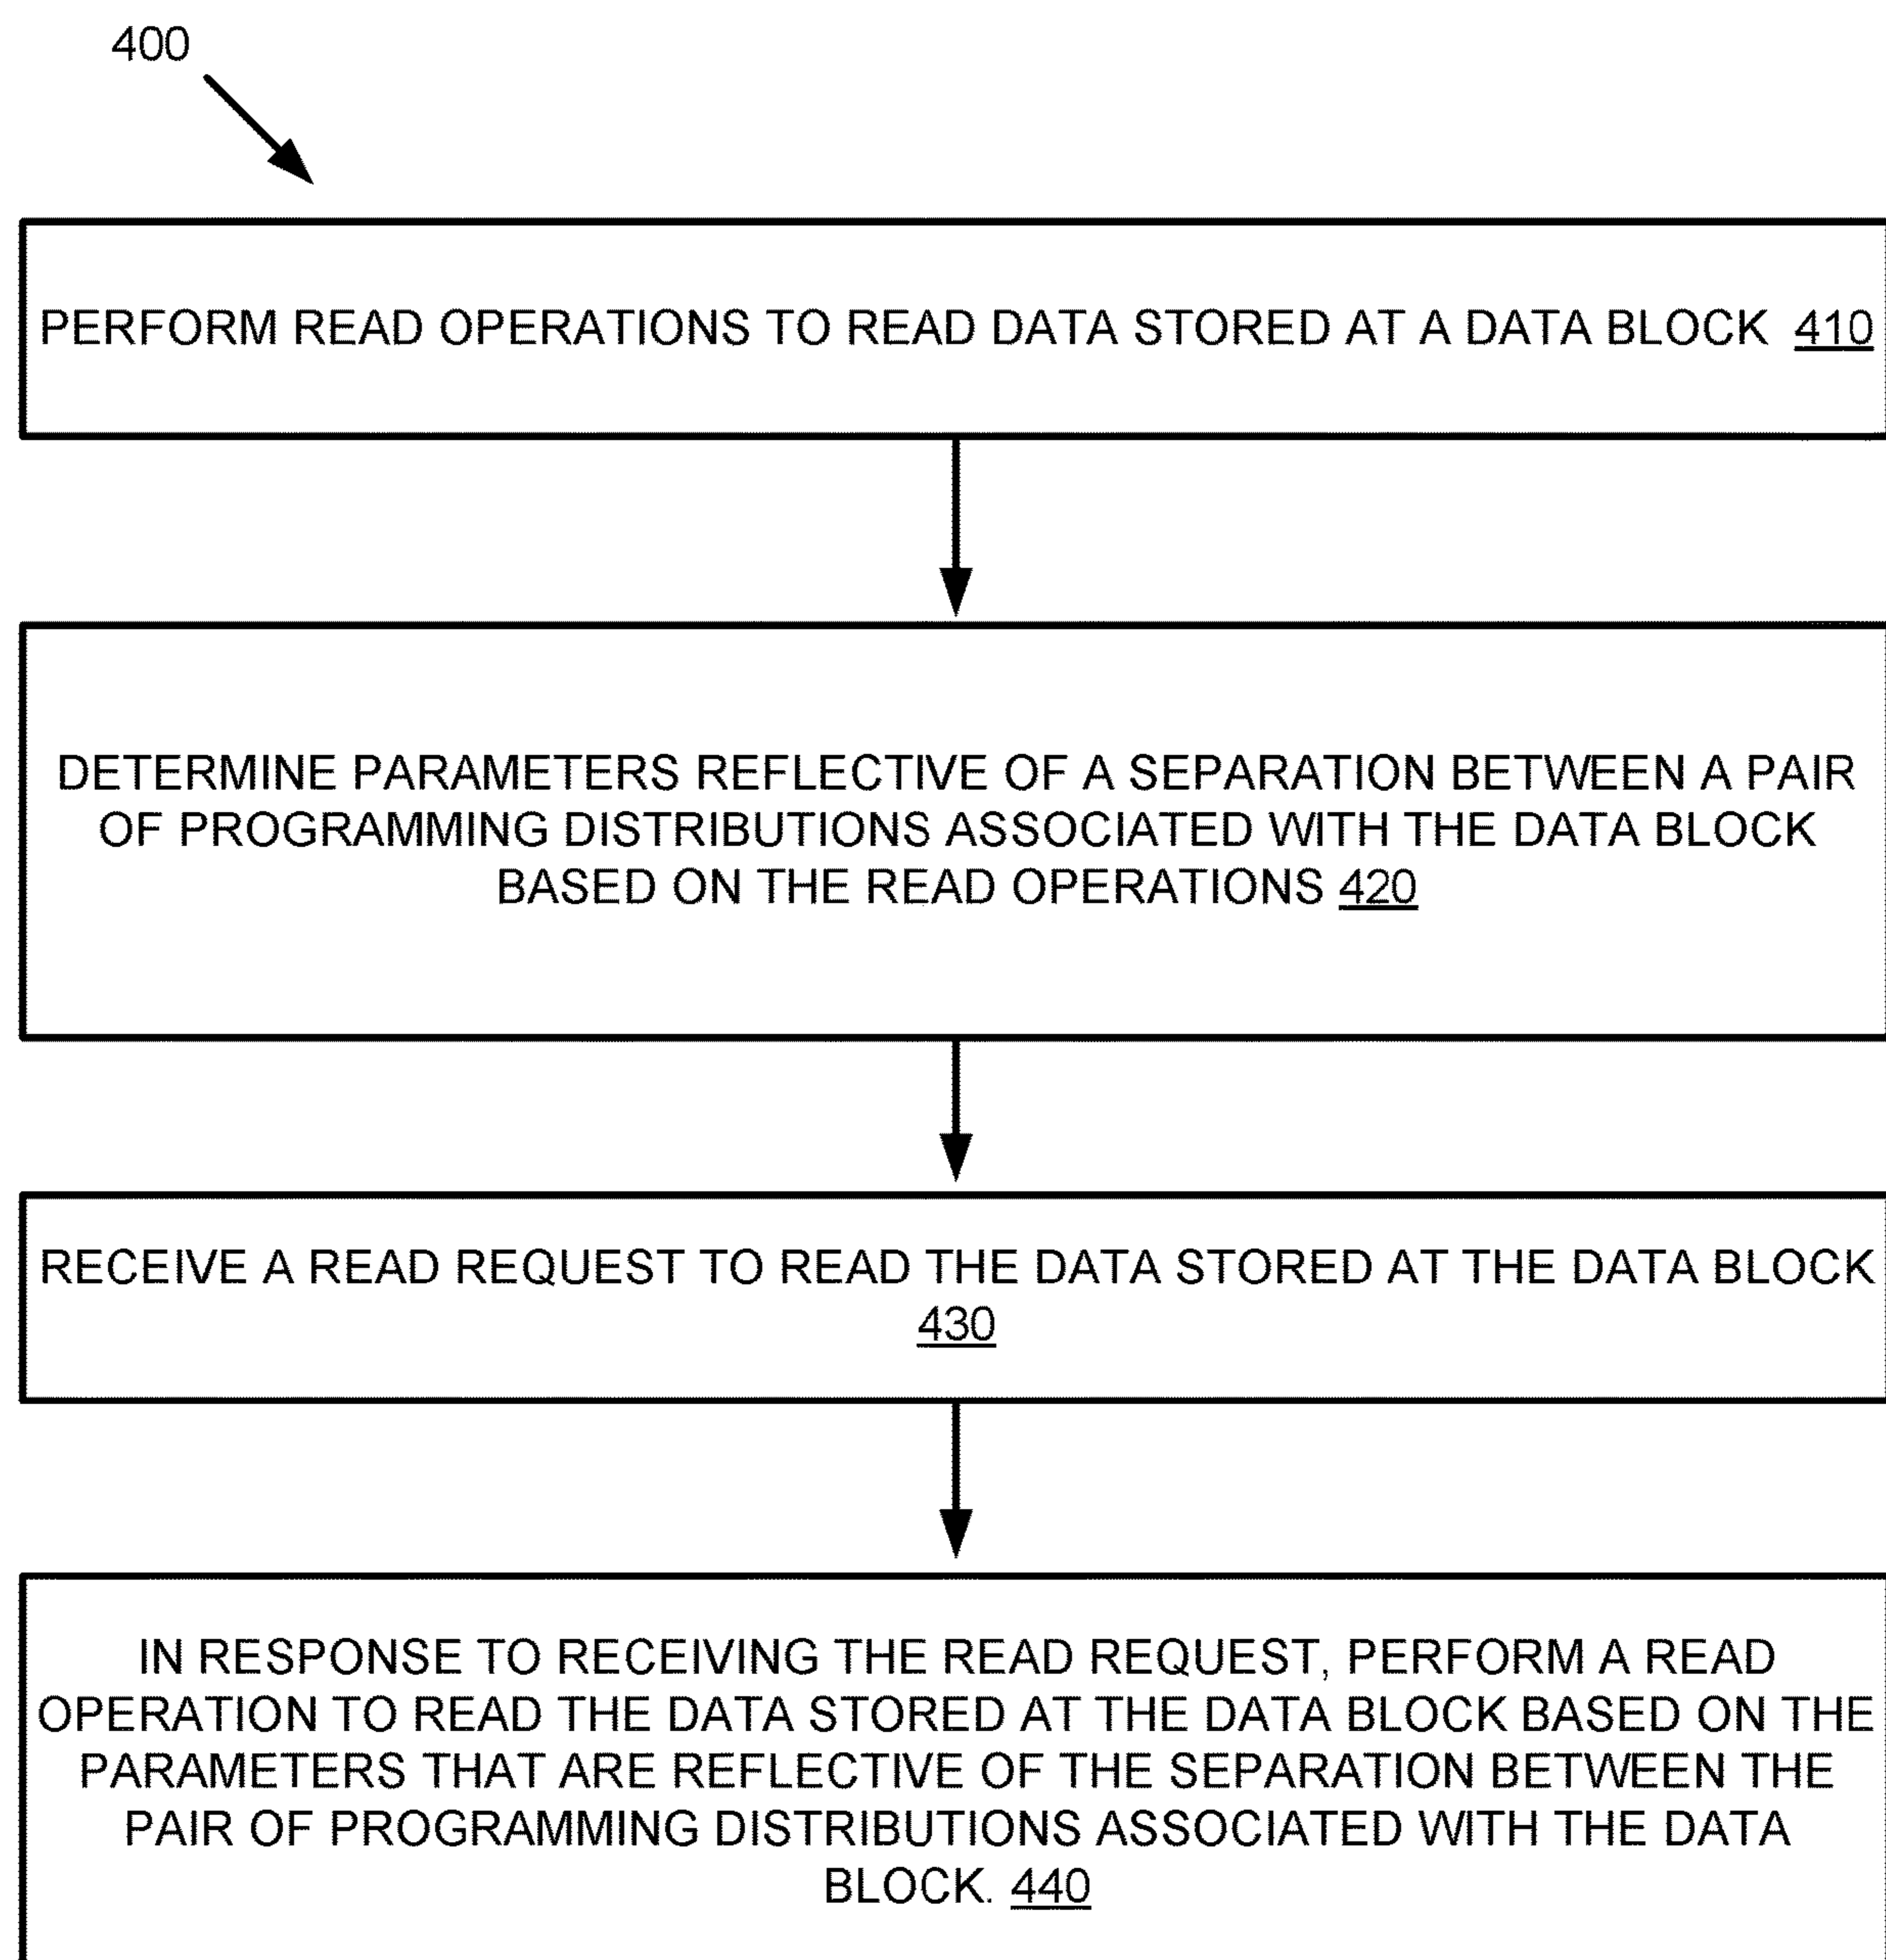 400
PERFORM READ OPERATIONS TO READ DATA STORED AT A DATA BLOCK 410
DETERMINE PARAMETERS REFLECTIVE OF A SEPARATION BETWEEN A PAIR
OF PROGRAMMING DISTRIBUTIONS ASSOCIATED WITH THE DATA BLOCK
BASED ON THE READ OPERATIONS 420
RECEIVE A READ REQUEST TO READ THE DATA STORED AT THE DATA BLOCK
430
IN RESPONSE TO RECEIVING THE READ REQUEST, PERFORM A READ
OPERATION TO READ THE DATA STORED AT THE DATA BLOCK BASED ON THE
PARAMETERS THAT ARE REFLECTIVE OF THE SEPARATION BETWEEN THE
PAIR OF PROGRAMMING DISTRIBUTIONS ASSOCIATED WITH THE DATA
BLOCK. 440